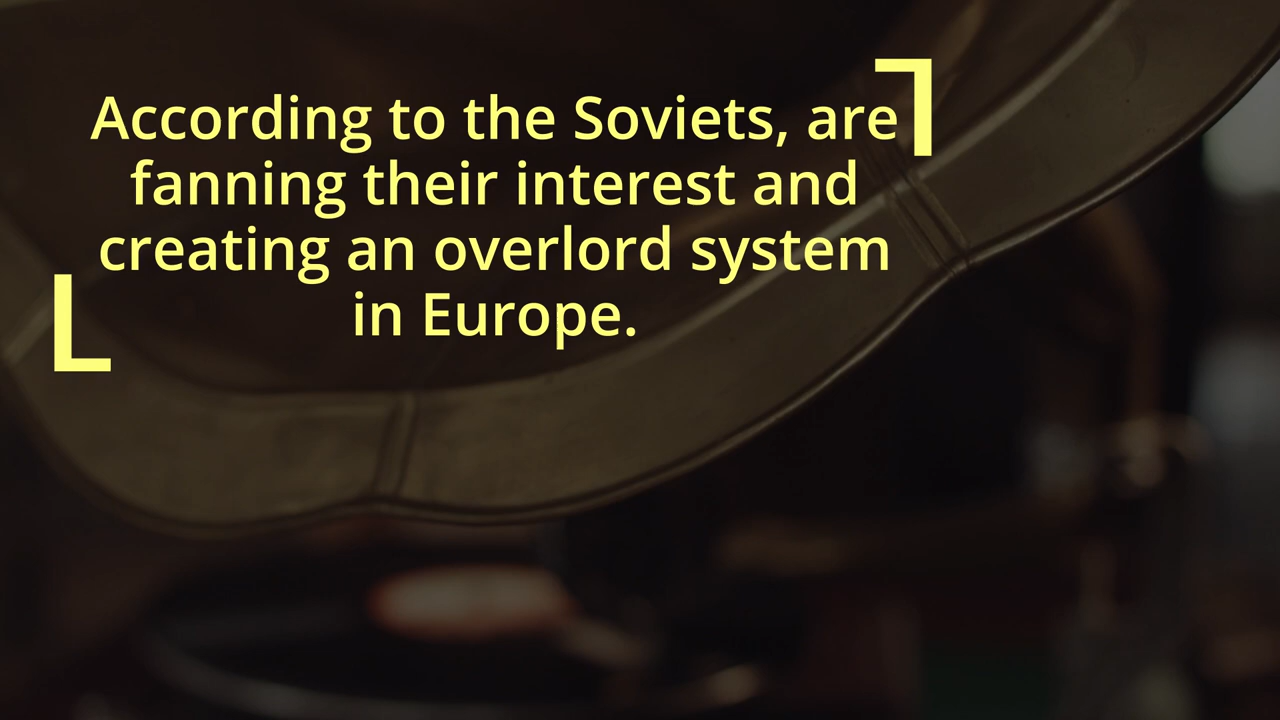 According to the Soviets, are
fanning their interest and
creating an overlord system
in Europe.